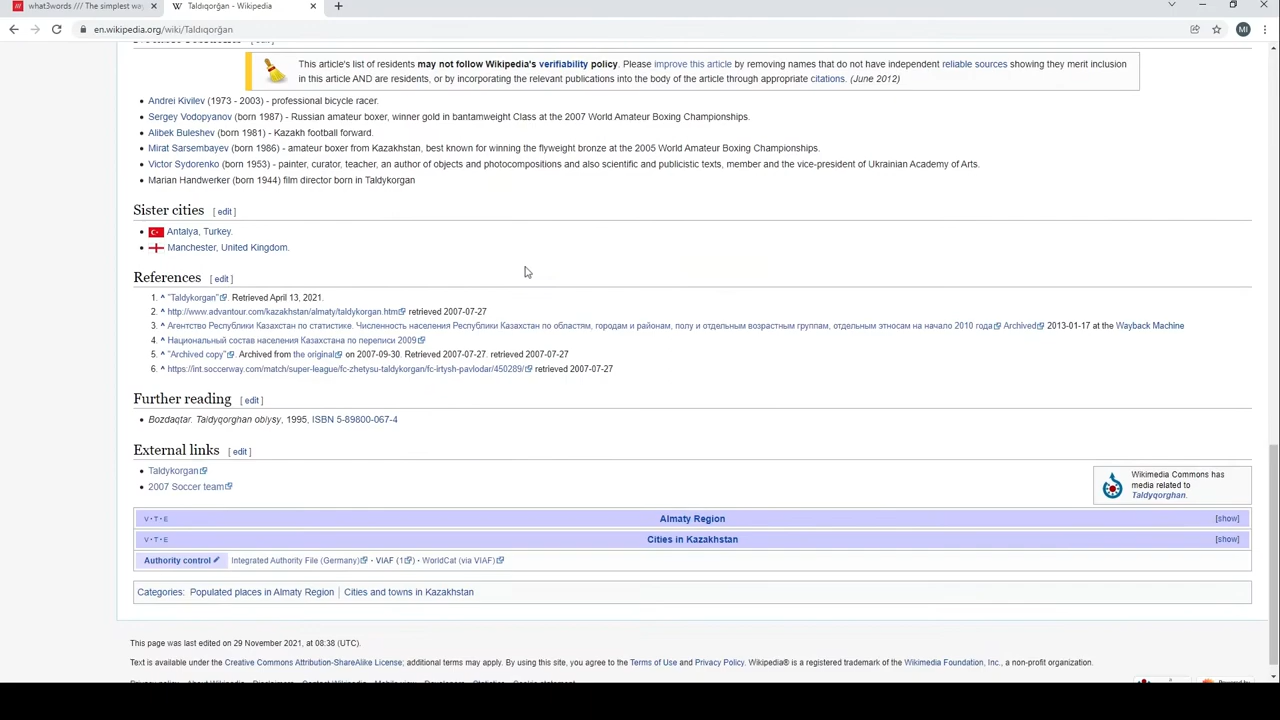 what3words /// The simplest wa
Taldıqorğan - Wikipedia
en.wikipedia.org/wiki/Taldıqorğan
MI
[ edit ]
This article's list of residents may not follow Wikipedia's verifiability policy. Please improve this article by removing names that do not have independent reliable sources showing they merit inclusion
in this article AND are residents, or by incorporating the relevant publications into the body of the article through appropriate citations. (June 2012)
• Andrei Kivilev (1973 - 2003) - professional bicycle racer.
• Sergey Vodopyanov (born 1987) - Russian amateur boxer, winner gold in bantamweight Class at the 2007 World Amateur Boxing Championships.
• Alibek Buleshev (born 1981) - Kazakh football forward.
• Mirat Sarsembayev (born 1986) - amateur boxer from Kazakhstan, best known for winning the flyweight bronze at the 2005 World Amateur Boxing Championships.
• Victor Sydorenko (born 1953) - painter, curator, teacher, an author of objects and photocompositions and also scientific and publicistic texts, member and the vice-president of Ukrainian Academy of Arts.
• Marian Handwerker (born 1944) film director born in Taldykorgan
Sister cities [ edit ]
• Antalya, Turkey.
• Manchester, United Kingdom.
References [ edit ]
1. ^ "Taldykorgan". Retrieved April 13, 2021.
2. ^ http://www.advantour.com/kazakhstan/almaty/taldykorgan.htm retrieved 2007-07-27
3. ^ Агентство Республики Казахстан по статистике. Численность населения Республики Казахстан по областям, городам и районам, полу и отдельным возрастным группам, отдельным этносам на начало 2010 года Archived 2013-01-17 at the Wayback Machine
4. ^ Национальный состав населения Казахстана по переписи 2009
5. ^ "Archived copy". Archived from the original on 2007-09-30. Retrieved 2007-07-27. retrieved 2007-07-27
6. ^ https://int.soccerway.com/match/super-league/fc-zhetysu-taldykorgan/fc-irtysh-pavlodar/450289/ retrieved 2007-07-27
Further reading [ edit ]
• Bozdaqtar. Taldyqorghan oblysy, 1995, ISBN 5-89800-067-4
External links [ edit ]
• Taldykorgan
• 2007 Soccer team
Wikimedia Commons has
media related to
Taldyqorghan.
V·T·E Almaty Region [show]
V·T·E Cities in Kazakhstan [show]
Authority control Integrated Authority File (Germany) · VIAF (1) · WorldCat (via VIAF)
Categories: Populated places in Almaty Region | Cities and towns in Kazakhstan
This page was last edited on 29 November 2021, at 08:38 (UTC).
Text is available under the Creative Commons Attribution-ShareAlike License; additional terms may apply. By using this site, you agree to the Terms of Use and Privacy Policy. Wikipedia® is a registered trademark of the Wikimedia Foundation, Inc., a non-profit organization.